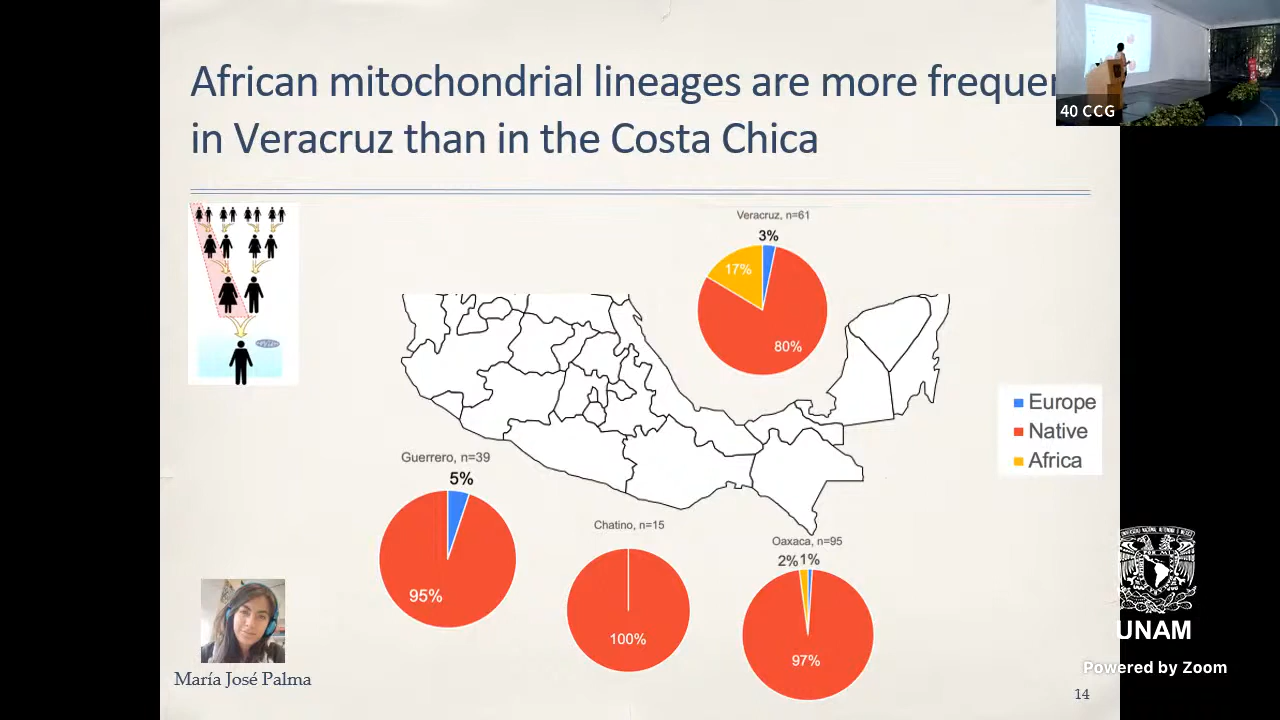 African mitochondrial lineages are more frequen
in Veracruz than in the Costa Chica
40 CCG
Veracruz, n=61
3%
17%
80%
Europe
Native
Africa
Guerrero, n=39
5%
95%
Chatino, n=15
100%
Oaxaca, n=95
2% 1%
97%
María José Palma
UNAM
Powered by Zoom
14